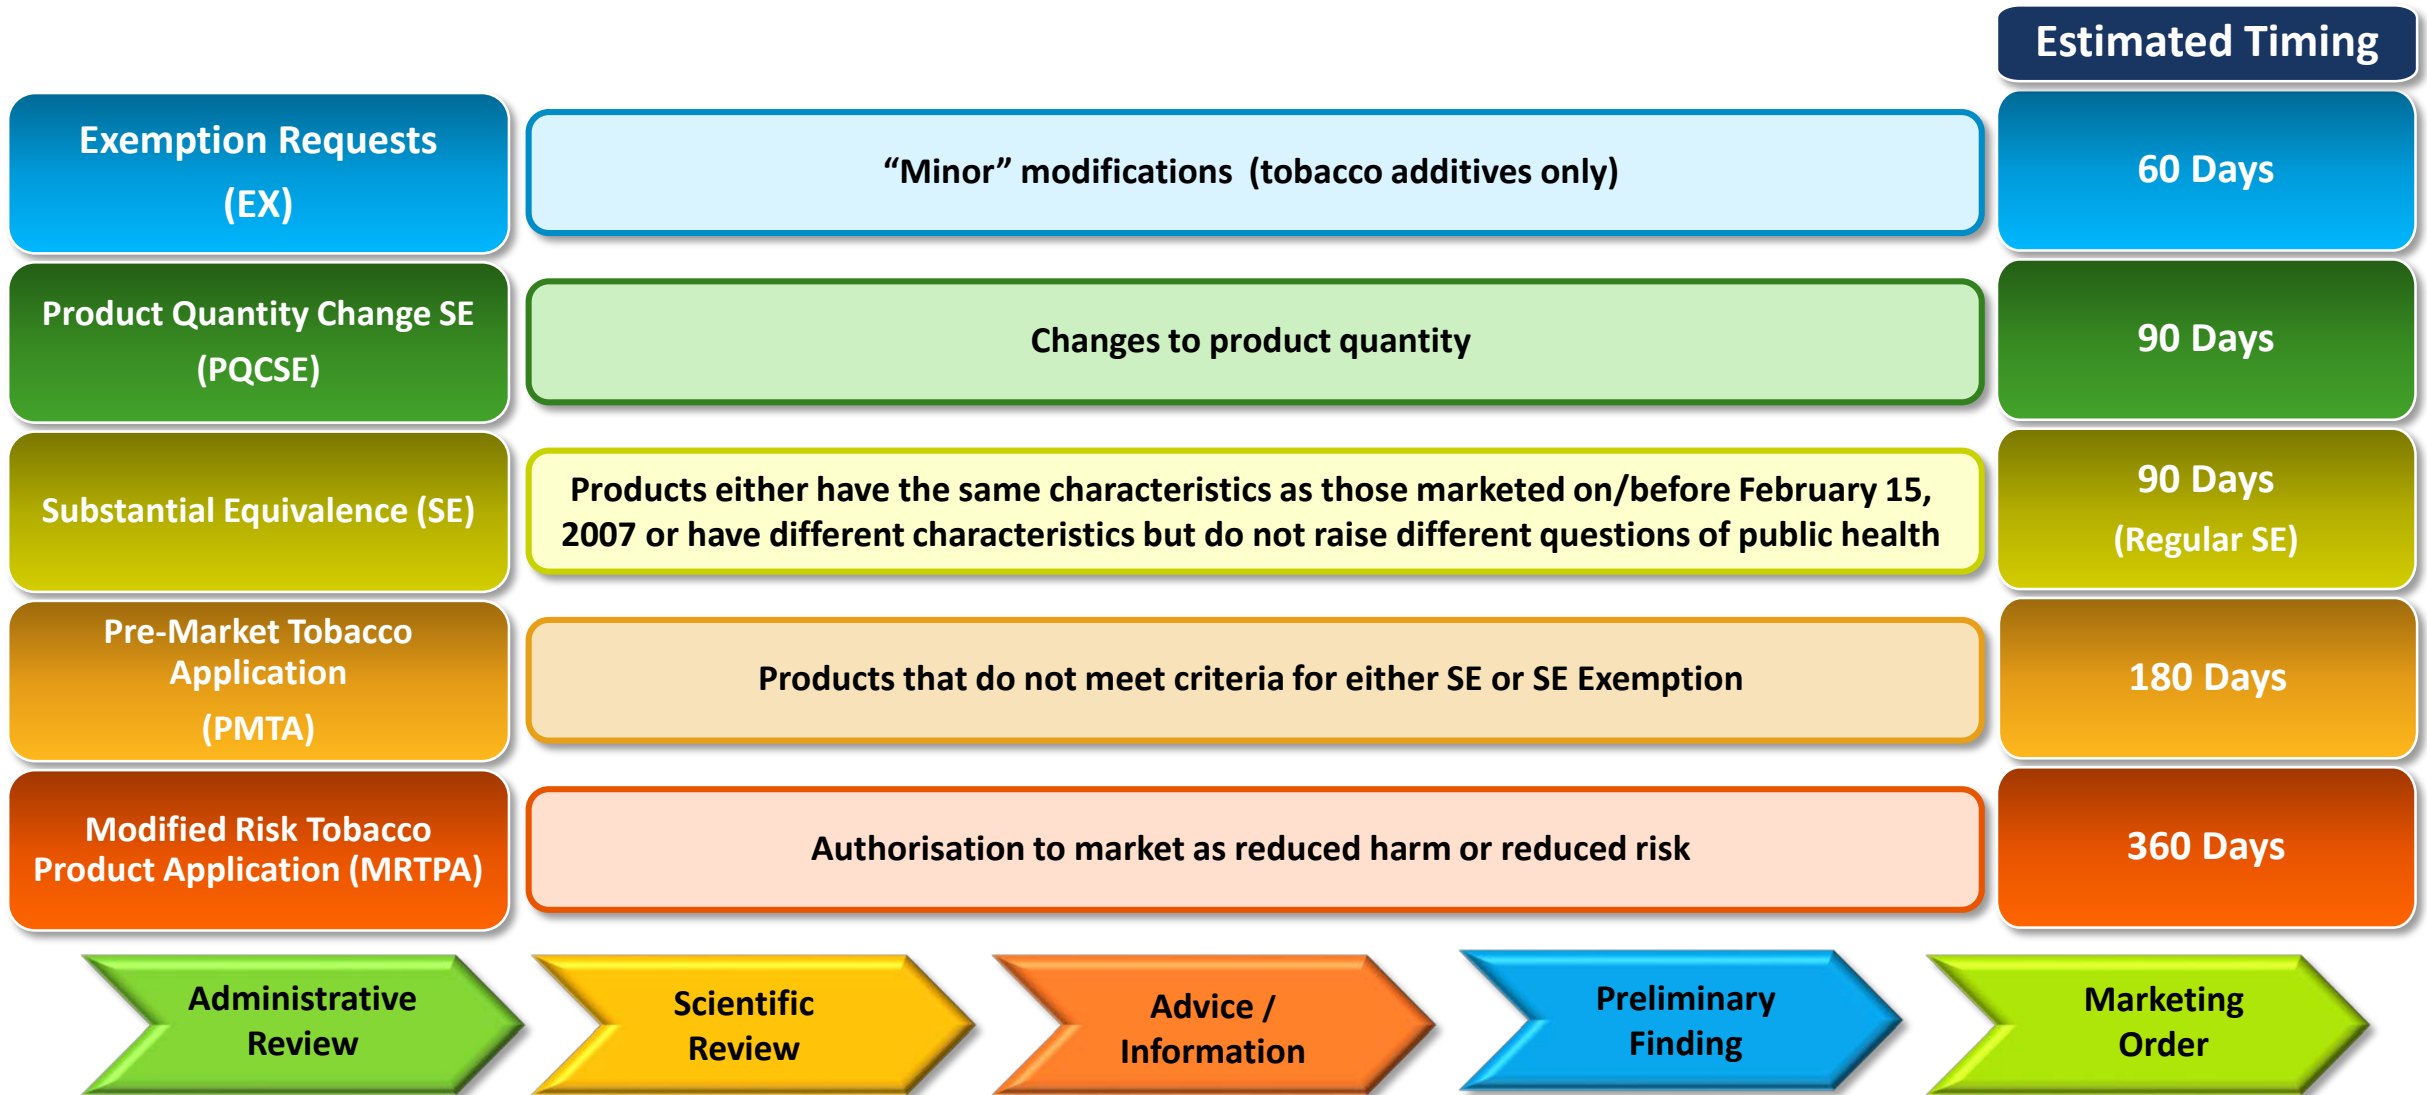 Estimated Timing
Exemption Requests
(EX)
“Minor” modifications  (tobacco additives only)
60 Days
Product Quantity Change SE
(PQCSE)
Changes to product quantity
90 Days
Substantial Equivalence (SE)
Products either have the same characteristics as those marketed on/before February 15,
2007 or have different characteristics but do not raise different questions of public health
90 Days
(Regular SE)
Pre-Market Tobacco
Application
(PMTA)
Products that do not meet criteria for either SE or SE Exemption
180 Days
Modified Risk Tobacco
Product Application (MRTPA)
Authorisation to market as reduced harm or reduced risk
360 Days
Administrative
Review
Scientific
Review
Advice /
Information
Preliminary
Finding
Marketing
Order